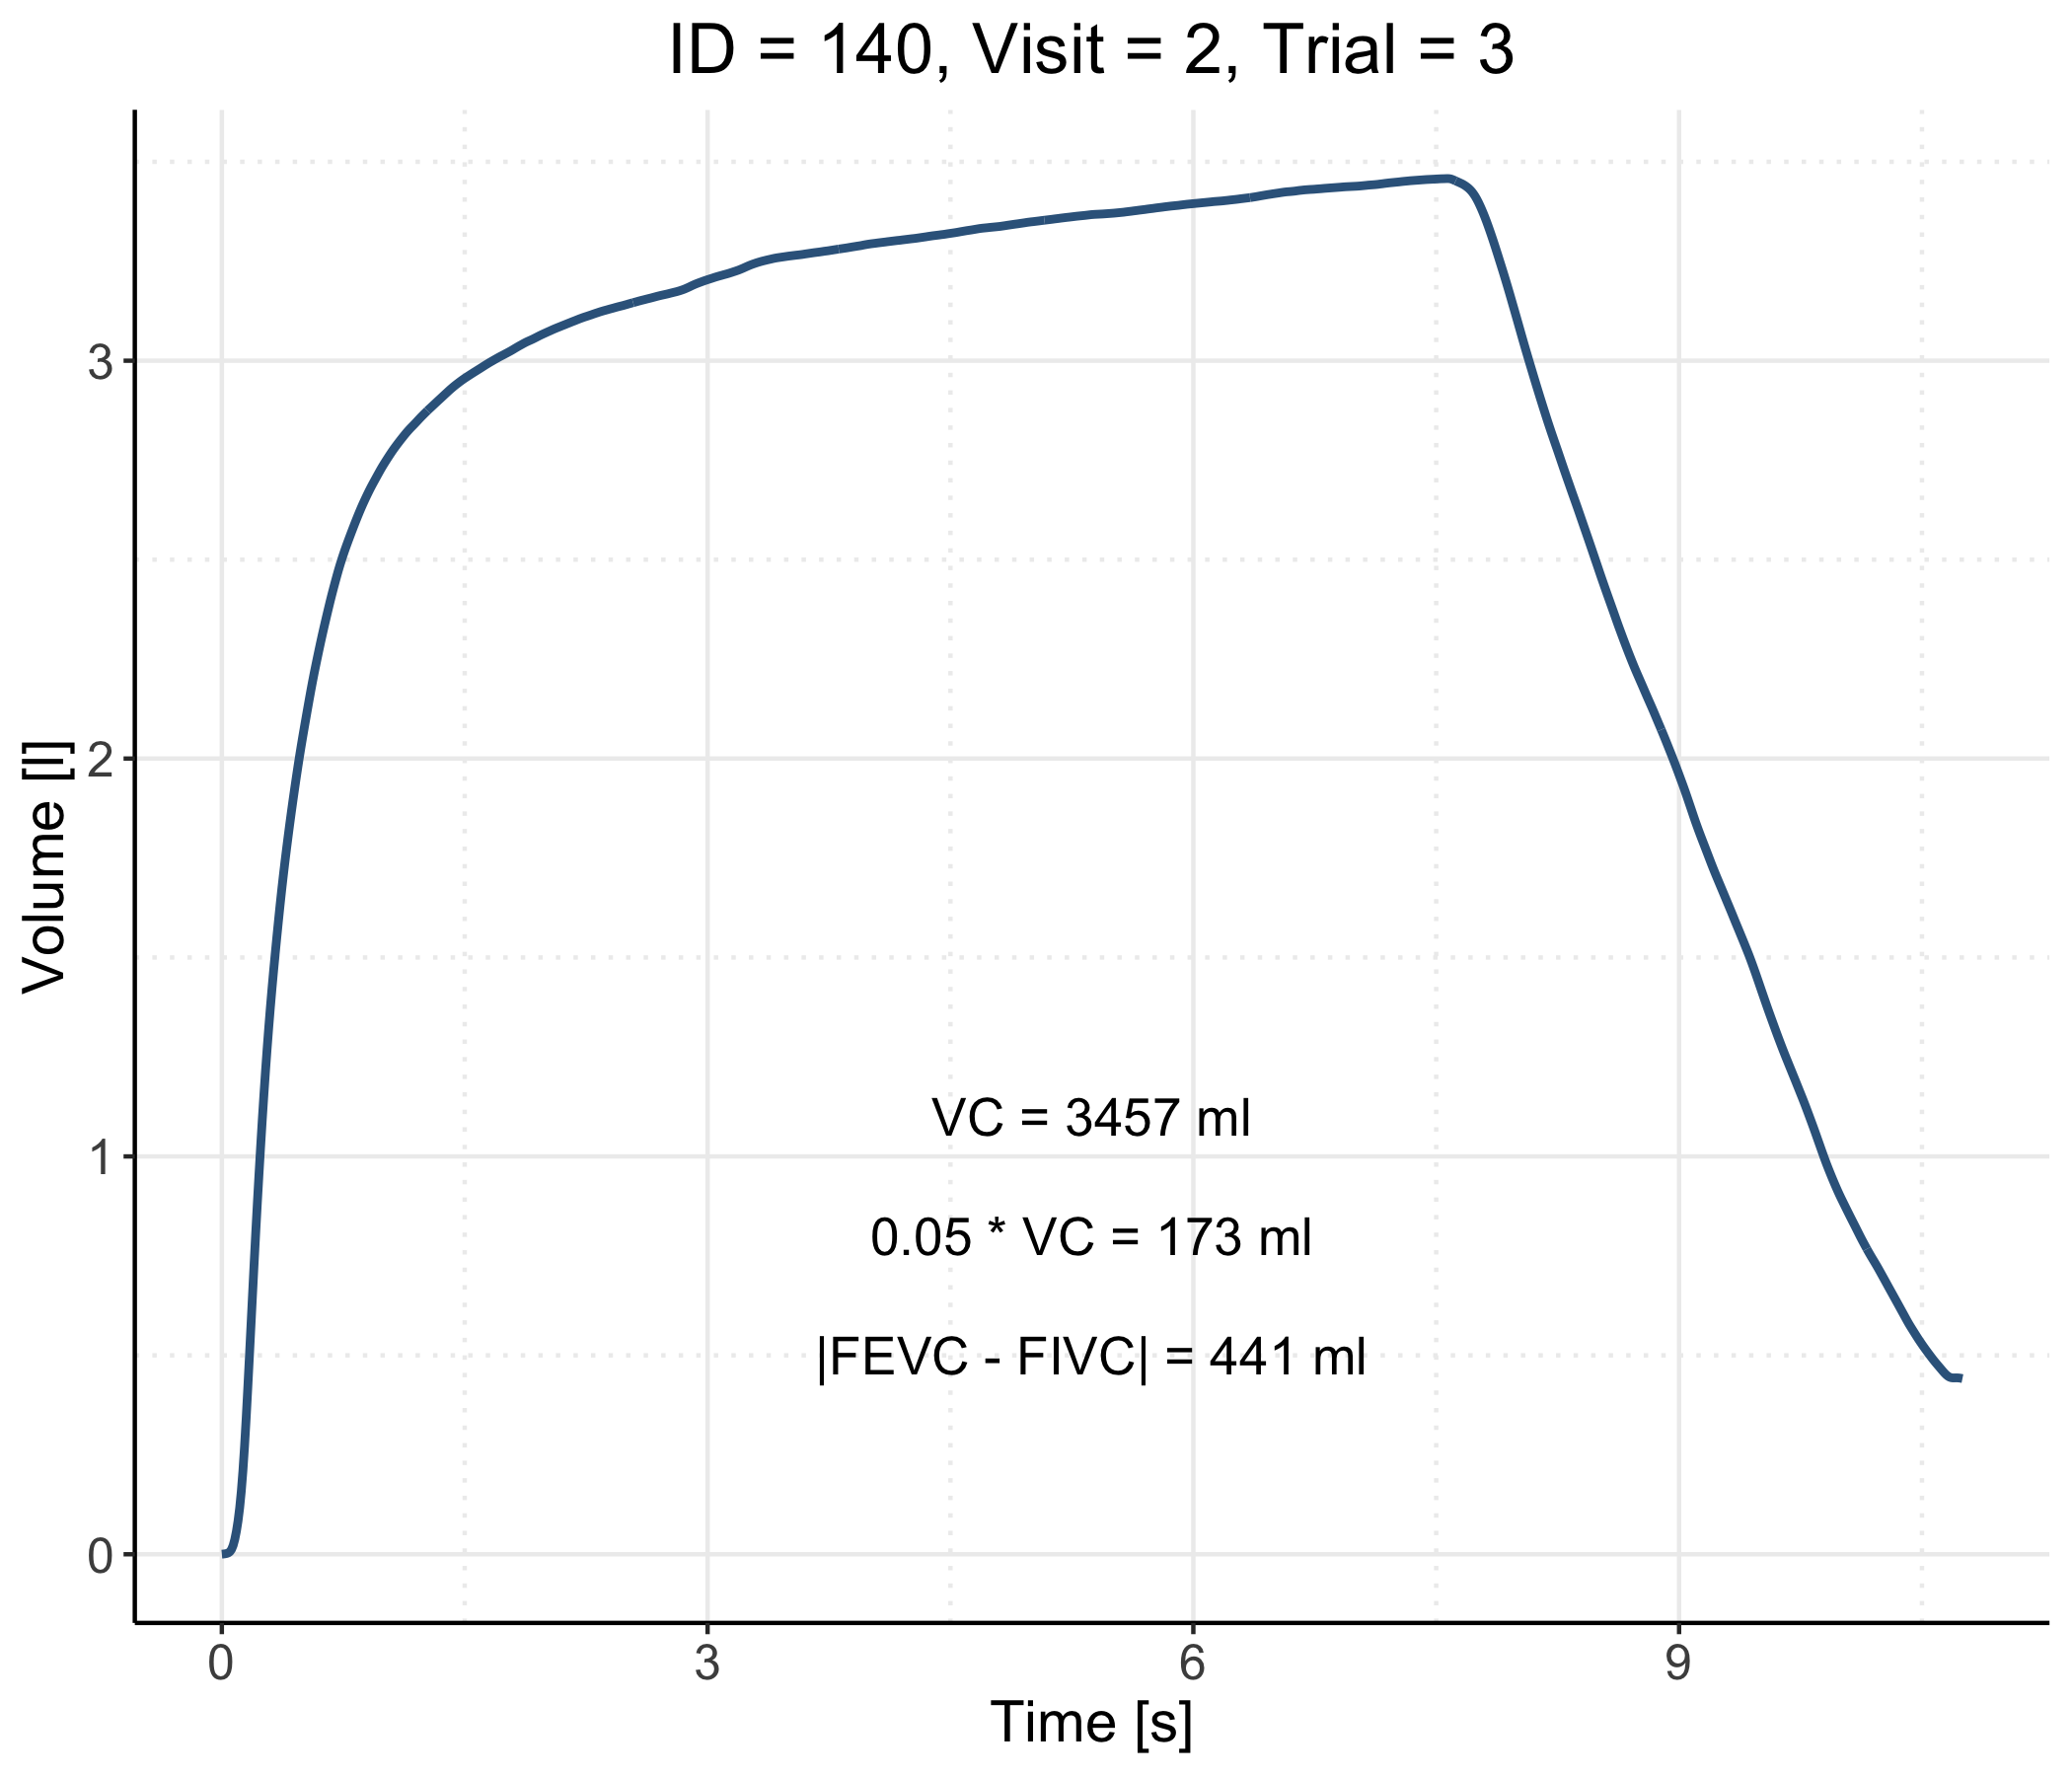 ID = 140, Visit = 2, Trial = 3
Volume [l]
3
2
1
0
VC = 3457 ml
0.05 * VC = 173 ml
|FEVC - FIVC| = 441 ml
0 3 6 9
Time [s]